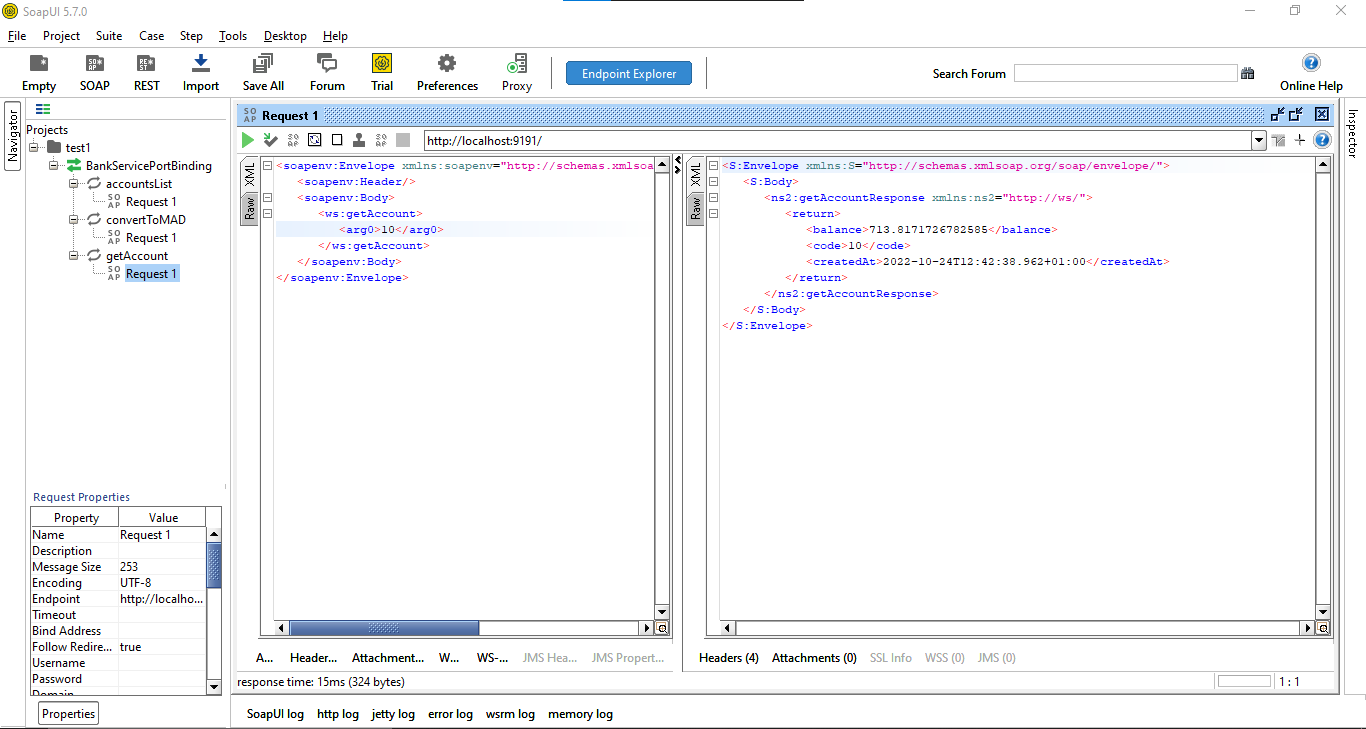 SoapUI 5.7.0
File Project Suite Case Step Tools Desktop Help
Empty SOAP REST Import Save All Forum Trial Preferences Proxy Endpoint Explorer Search Forum Online Help
Navigator
Projects
test1
BankServicePortBinding
accountsList
Request 1
convertToMAD
Request 1
getAccount
Request 1
Request Properties
Property Value
Name Request 1
Description
Message Size 253
Encoding UTF-8
Endpoint http://localho...
Timeout
Bind Address
Follow Redire... true
Username
Password
Domain
Properties
Request 1
http://localhost:9191/
XML
Raw
<soapenv:Envelope xmlns:soapenv="http://schemas.xmlsoa
<soapenv:Header/>
<soapenv:Body>
<ws:getAccount>
<arg0>10</arg0>
</ws:getAccount>
</soapenv:Body>
</soapenv:Envelope>
A... Header... Attachment... W... WS-... JMS Hea... JMS Propert...
XML
Raw
<S:Envelope xmlns:S="http://schemas.xmlsoap.org/soap/envelope/">
<S:Body>
<ns2:getAccountResponse xmlns:ns2="http://ws/">
<return>
<balance>713.8171726782585</balance>
<code>10</code>
<createdAt>2022-10-24T12:42:38.962+01:00</createdAt>
</return>
</ns2:getAccountResponse>
</S:Body>
</S:Envelope>
Headers (4) Attachments (0) SSL Info WSS (0) JMS (0)
response time: 15ms (324 bytes)
1 : 1
SoapUI log http log jetty log error log wsrm log memory log
Inspector